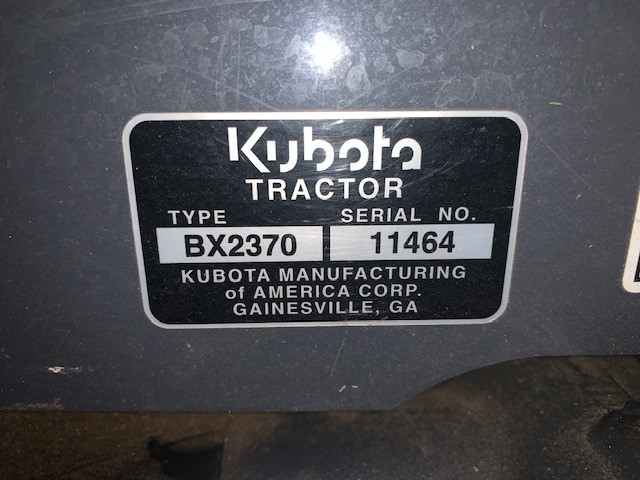 Kubota
TRACTOR
TYPE SERIAL NO.
BX2370 11464
KUBOTA MANUFACTURING
of AMERICA CORP.
GAINESVILLE, GA